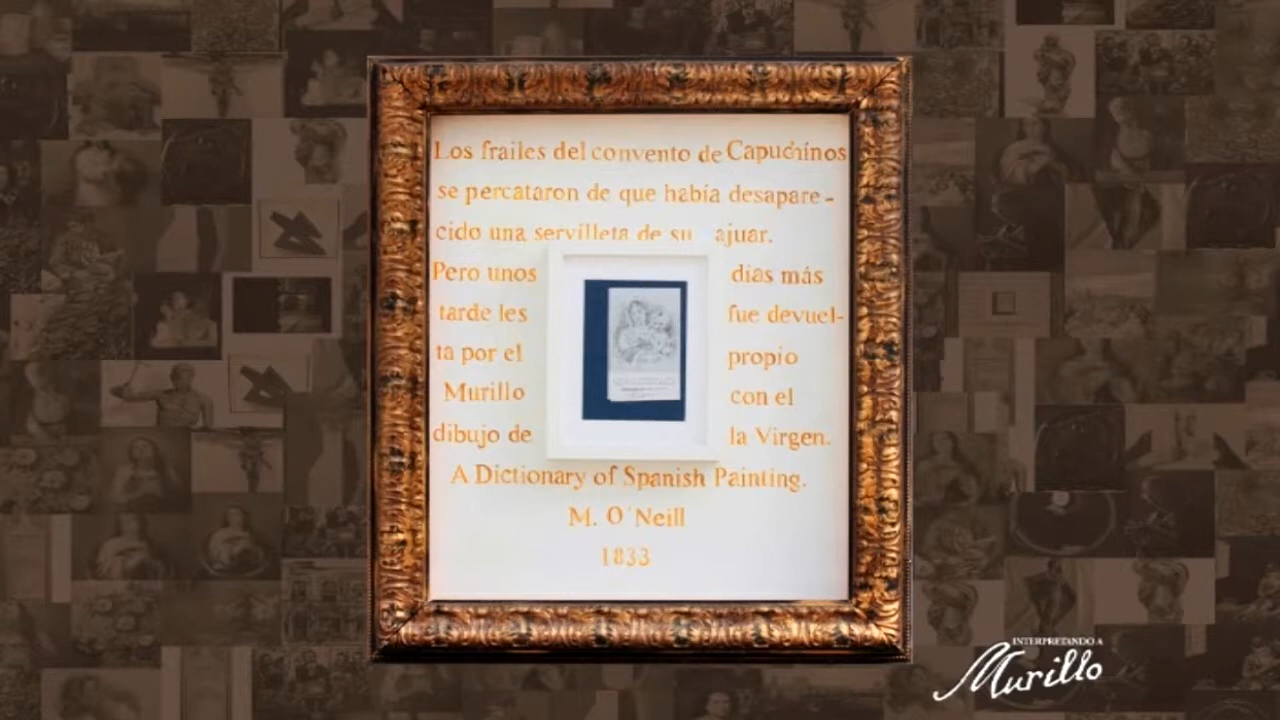 Los frailes del convento de Capuchinos
se percataron de que había desapare-
cido una servilleta de su ajuar.
Pero unos días más
tarde les fue devuel-
ta por el propio
Murillo con el
dibujo de la Virgen.
A Dictionary of Spanish Painting.
M. O'Neill
1833
INTERPRETANDO A
Murillo